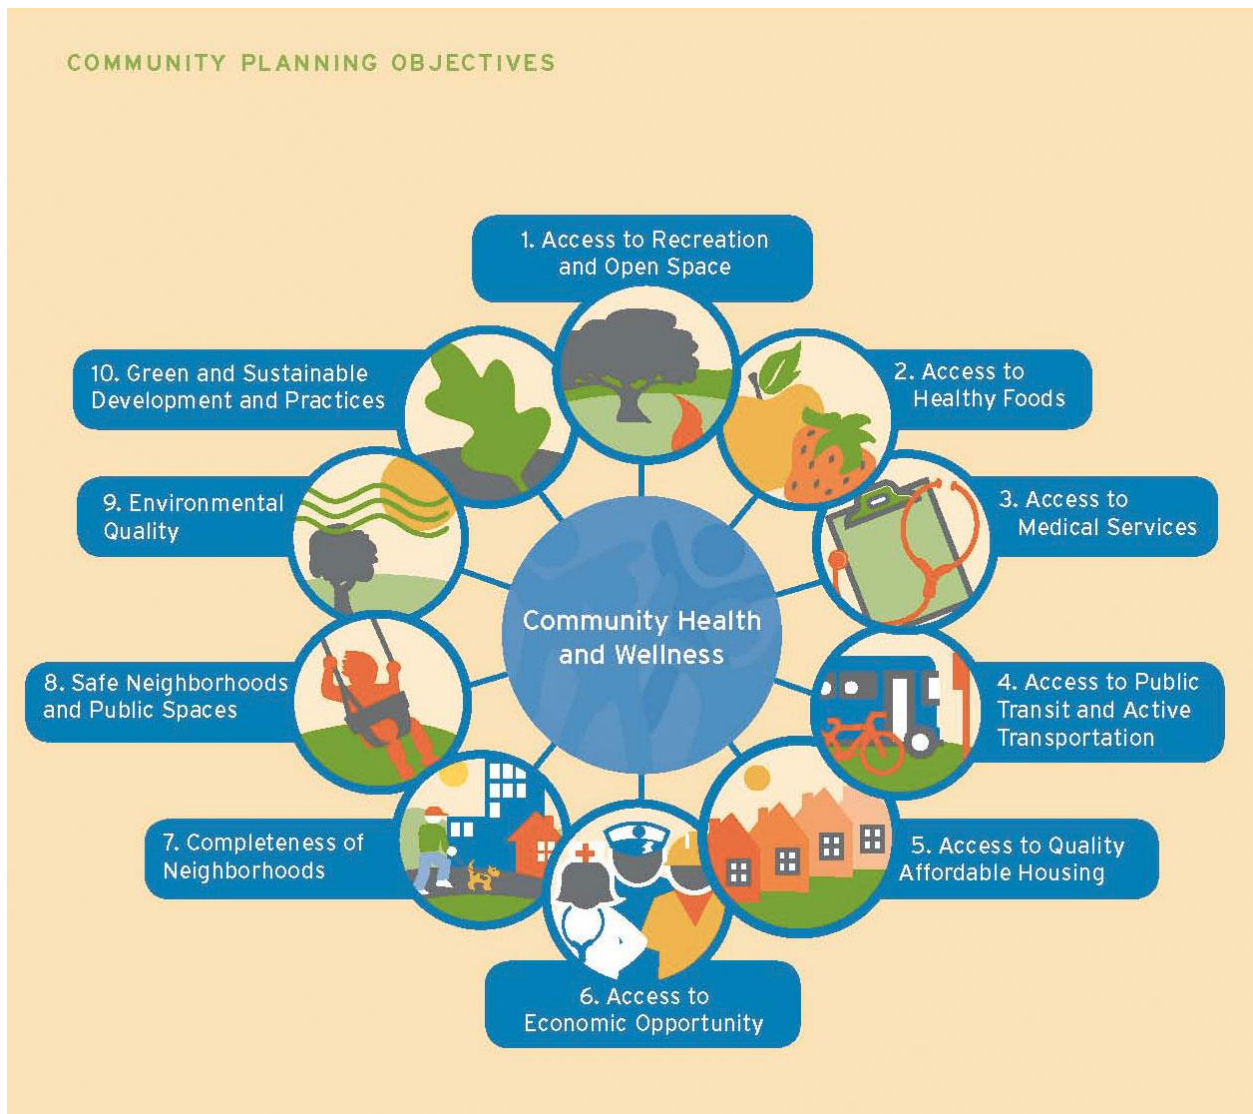 COMMUNITY PLANNING OBJECTIVES
1. Access to Recreation
and Open Space
2. Access to
Healthy Foods
3. Access to
Medical Services
4. Access to Public
Transit and Active
Transportation
5. Access to Quality
Affordable Housing
6. Access to
Economic Opportunity
7. Completeness of
Neighborhoods
8. Safe Neighborhoods
and Public Spaces
9. Environmental
Quality
10. Green and Sustainable
Development and Practices
Community Health
and Wellness